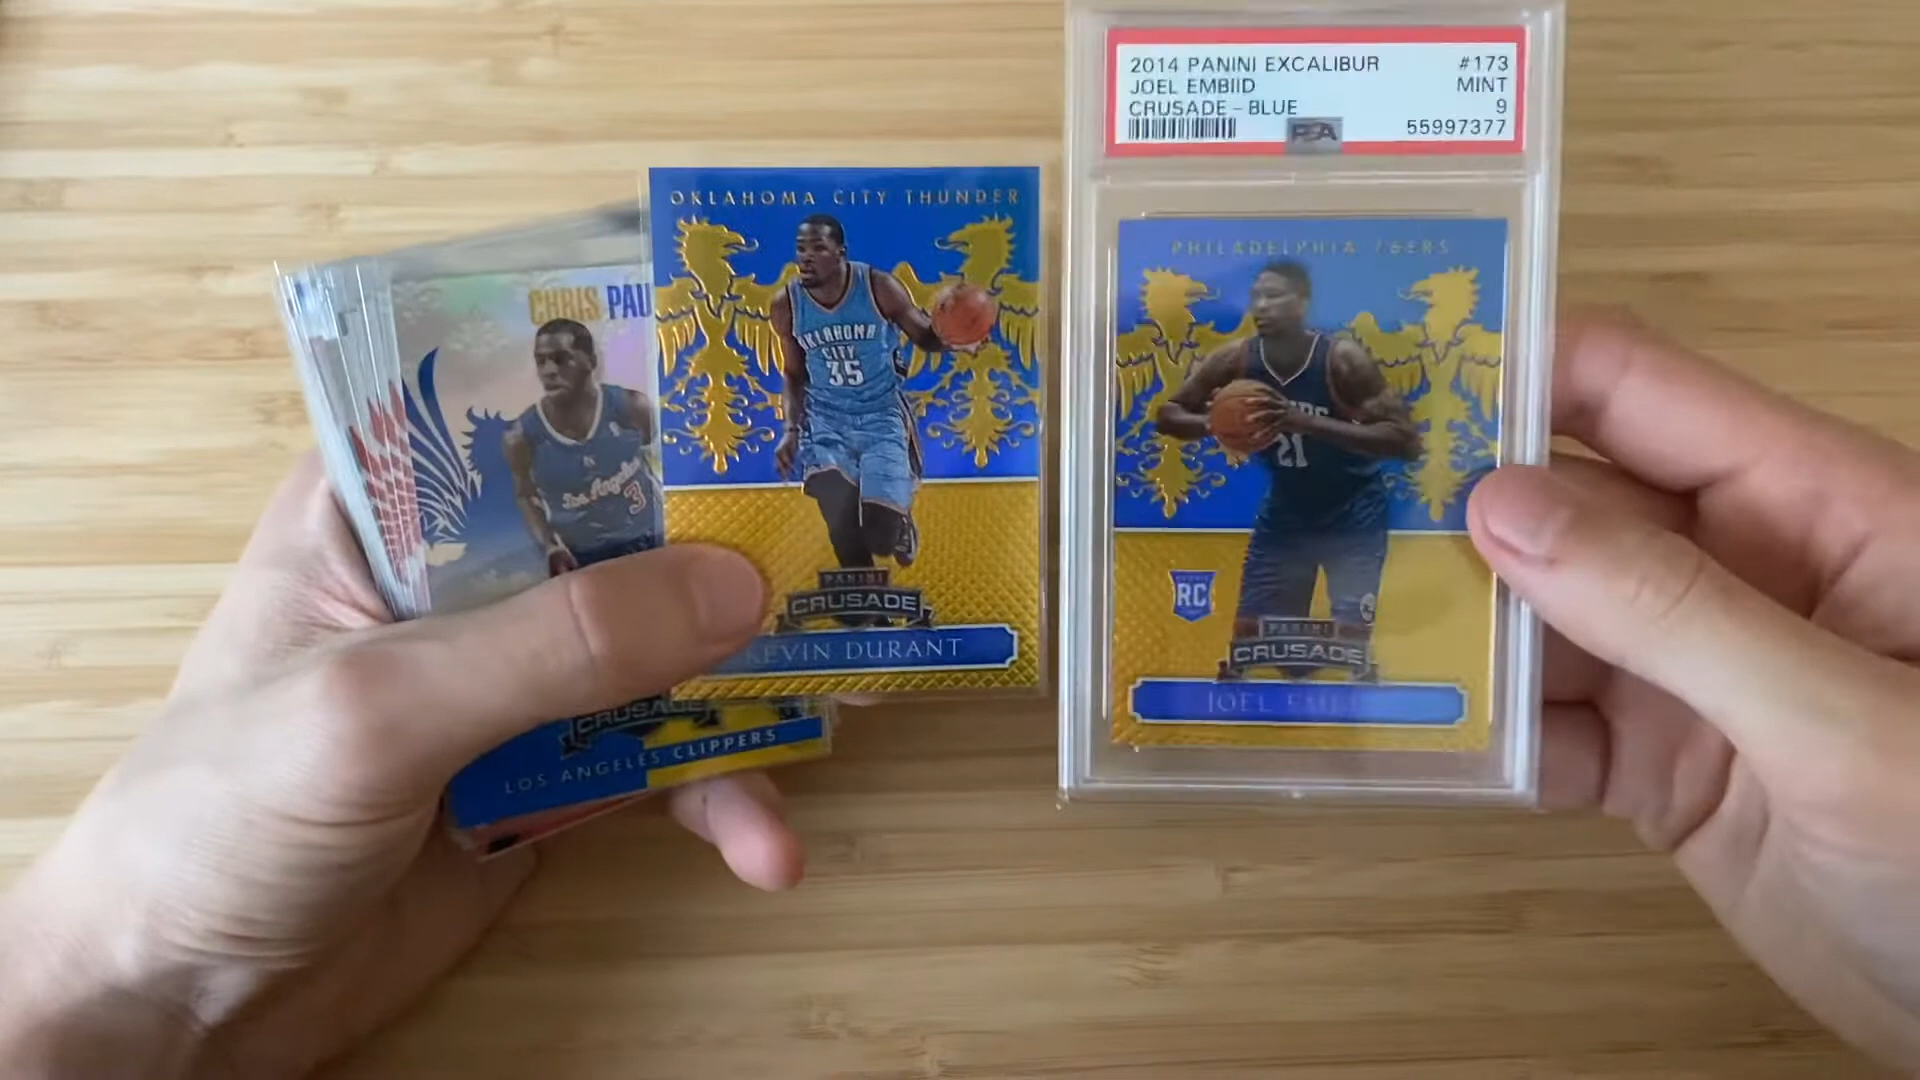 2014 PANINI EXCALIBUR #173
JOEL EMBIID MINT
CRUSADE - BLUE 9
55997377
PSA
OKLAHOMA CITY THUNDER
OKLAHOMA
CITY
35
PANINI
CRUSADE
KEVIN DURANT
CHRIS PAU
Los Angeles
3
CRUSADE
LOS ANGELES CLIPPERS
PHILADELPHIA 76ERS
21
RC
PANINI
CRUSADE
JOEL